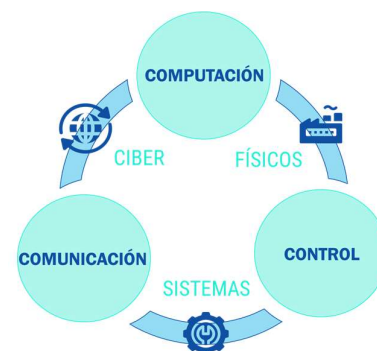 COMPUTACIÓN
CIBER
FÍSICOS
COMUNICACIÓN
CONTROL
SISTEMAS